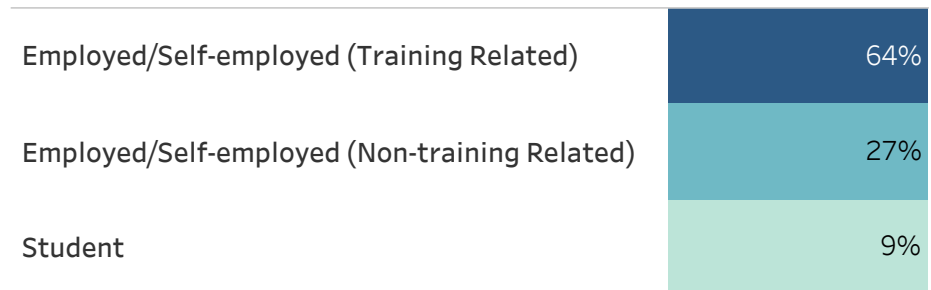 Employed/Self-employed (Training Related) 64%
Employed/Self-employed (Non-training Related) 27%
Student 9%